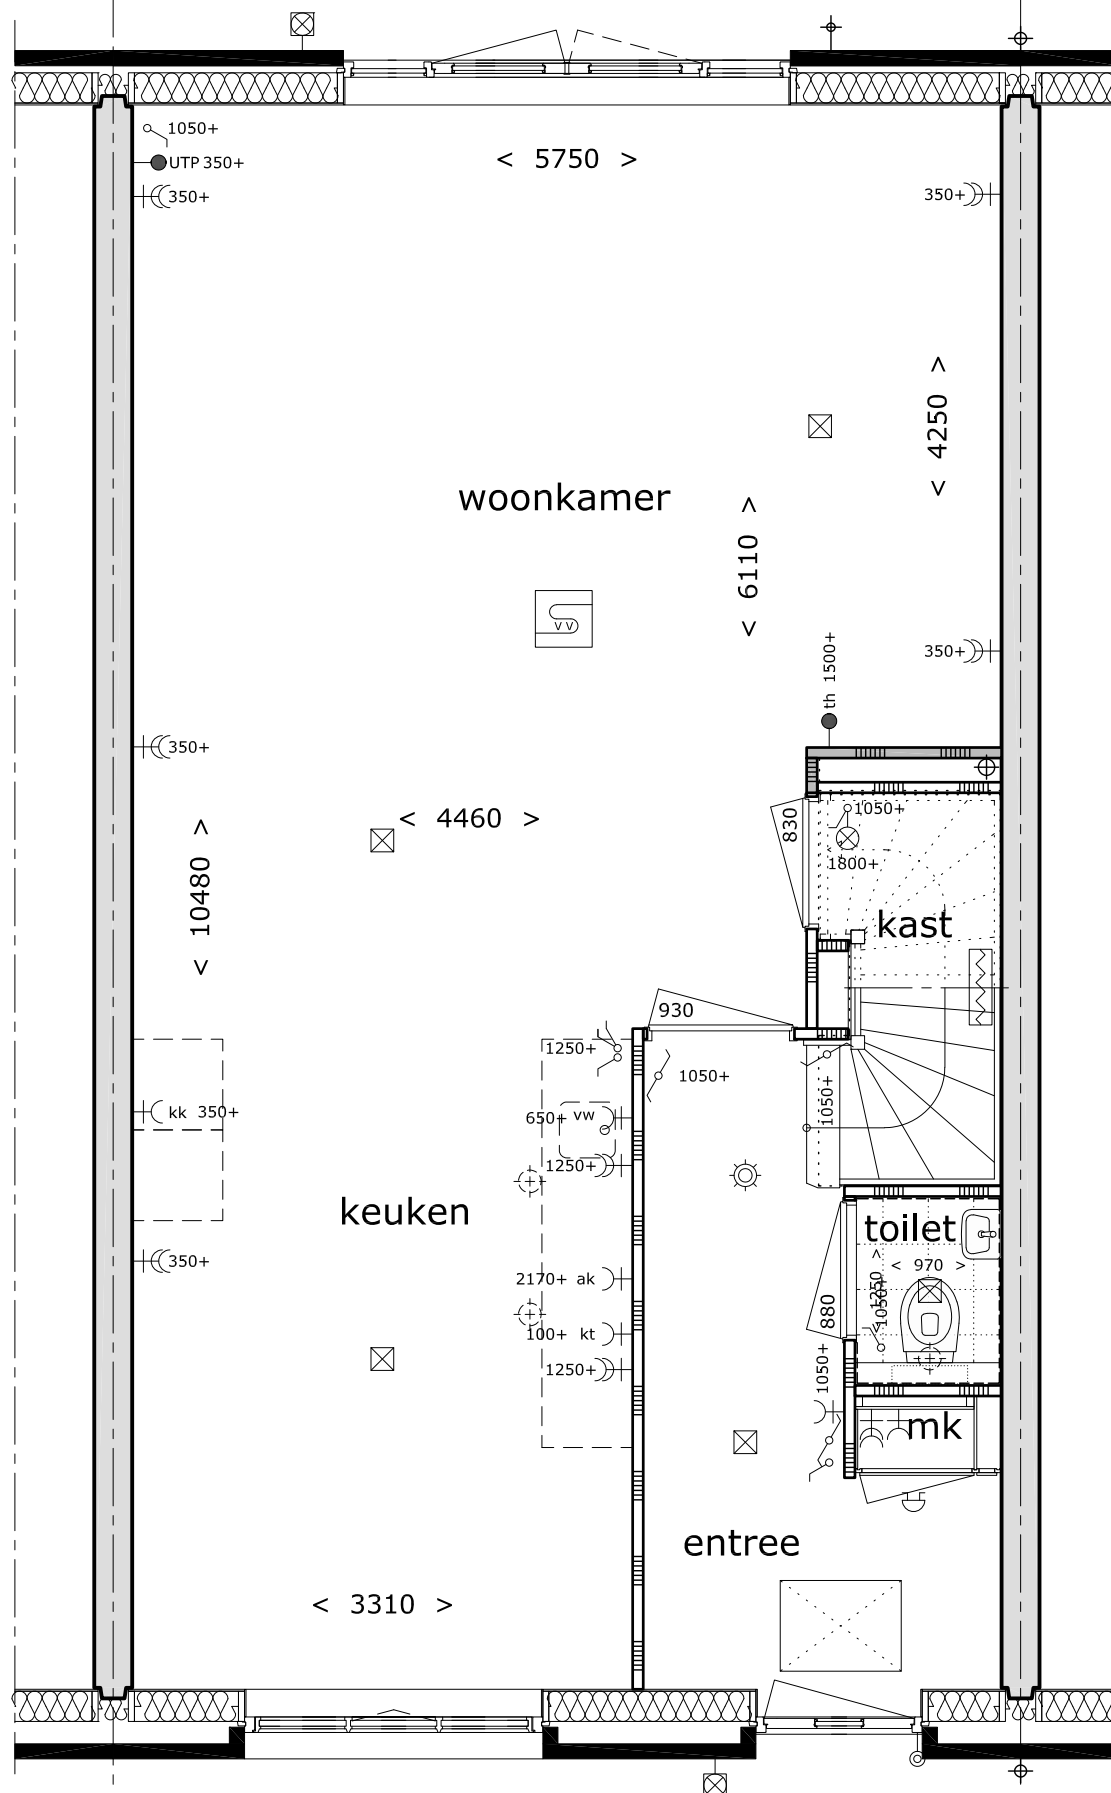 1050+
UTP 350+
< 5750 >
350+
350+
< 4250 >
woonkamer
< 6110 >
VV
th 1500+
350+
350+
< 4460 >
830
1050+
1800+
< 10480 >
kast
930
1250+
1050+
1050+
kk 350+
650+ vw
1250+
keuken
toilet
< 970 >
< 1250 >
1050+
350+
2170+ ak
880
100+ kt
1250+
1050+
mk
entree
< 3310 >